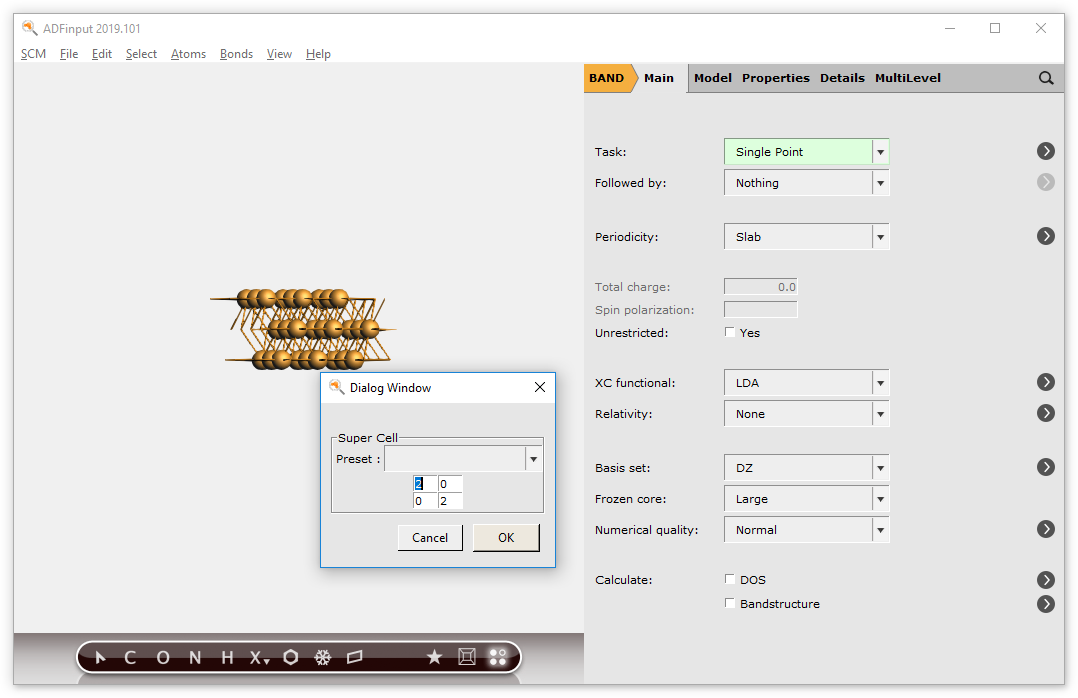 ADFinput 2019.101
SCM File Edit Select Atoms Bonds View Help
BAND Main Model Properties Details MultiLevel
Task: Single Point
Followed by: Nothing
Periodicity: Slab
Total charge: 0.0
Spin polarization:
Unrestricted: Yes
XC functional: LDA
Relativity: None
Basis set: DZ
Frozen core: Large
Numerical quality: Normal
Calculate: DOS
Bandstructure
Dialog Window
Super Cell
Preset :
2 0
0 2
Cancel OK
C O N H X